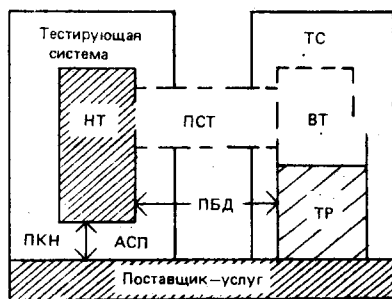 Тестирующая система
ТС
НТ
ПСТ
ВТ
ПБД
ТР
ПКН
АСП
Поставщик—услуг